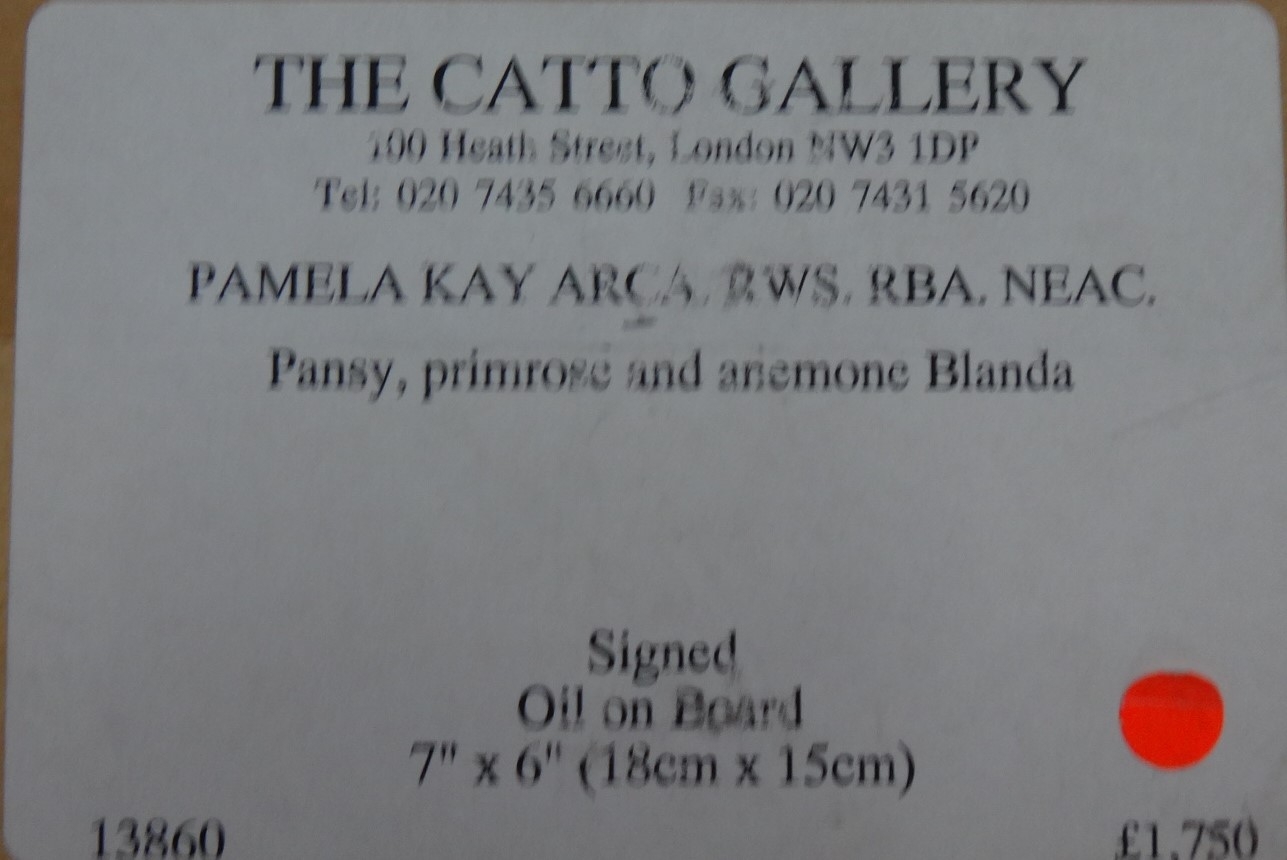 THE CATTO GALLERY
100 Heath Street, London NW3 1DP
Tel: 020 7435 6660 Fax: 020 7431 5620
PAMELA KAY ARCA. RWS. RBA. NEAC.
Pansy, primrose and anemone Blanda
Signed
Oil on Board
7" x 6" (18cm x 15cm)
13860
£1,750